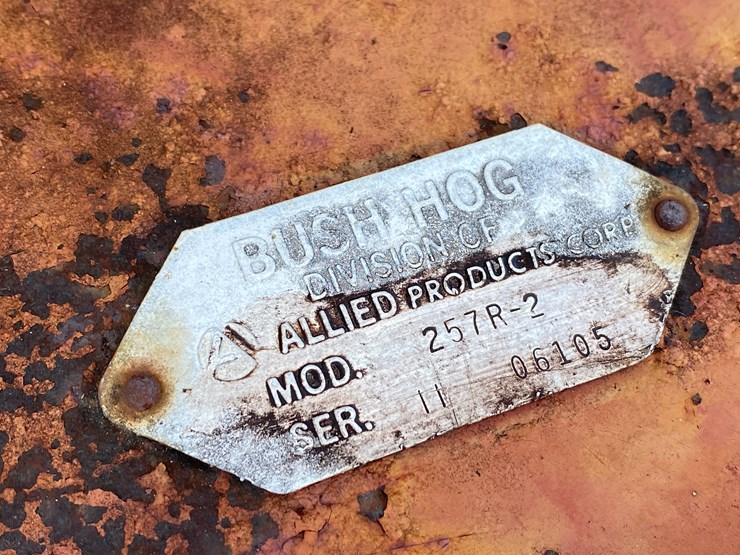 BUSH HOG
DIVISION OF
ALLIED PRODUCTS CORP
MOD. 257R-2
SER. 11 06105